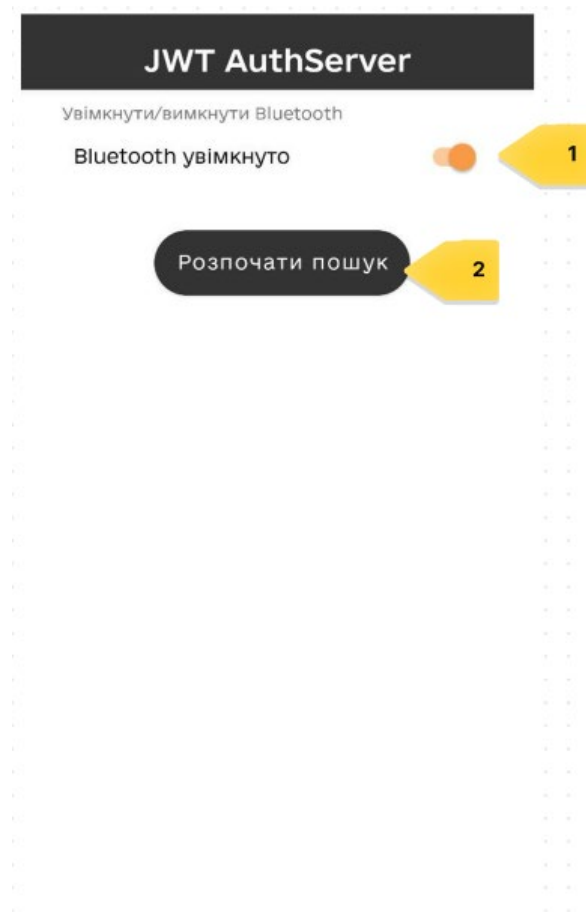 JWT AuthServer
Увімкнути/вимкнути Bluetooth
Bluetooth увімкнуто
1
Розпочати пошук
2